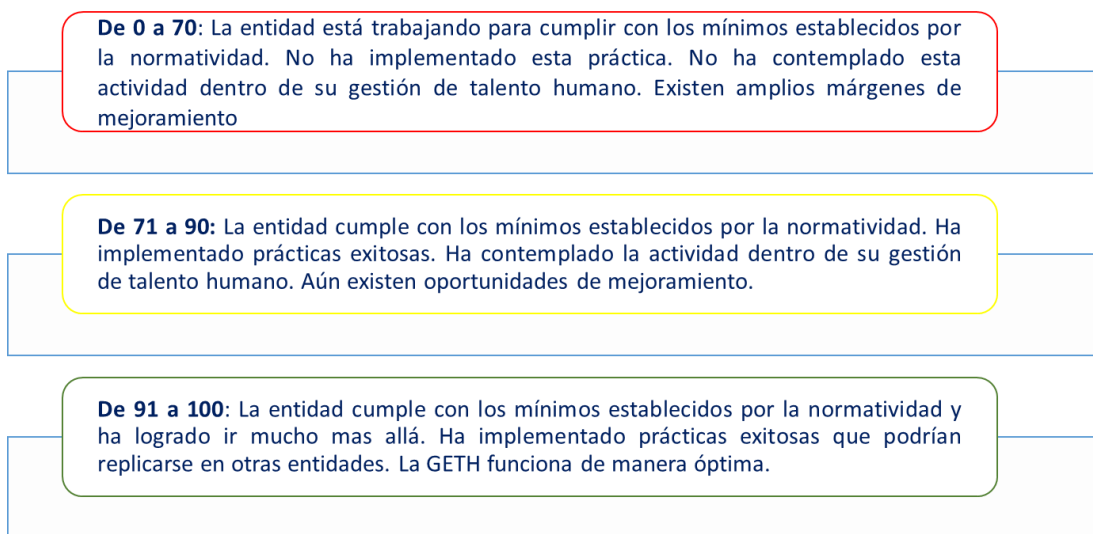 De 0 a 70: La entidad está trabajando para cumplir con los mínimos establecidos por
la normatividad. No ha implementado esta práctica. No ha contemplado esta
actividad dentro de su gestión de talento humano. Existen amplios márgenes de
mejoramiento
De 71 a 90: La entidad cumple con los mínimos establecidos por la normatividad. Ha
implementado prácticas exitosas. Ha contemplado la actividad dentro de su gestión
de talento humano. Aún existen oportunidades de mejoramiento.
De 91 a 100: La entidad cumple con los mínimos establecidos por la normatividad y
ha logrado ir mucho mas allá. Ha implementado prácticas exitosas que podrían
replicarse en otras entidades. La GETH funciona de manera óptima.